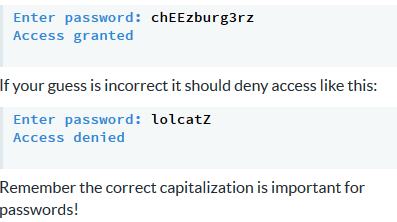 Enter password: chEEzburg3rz
Access granted
If your guess is incorrect it should deny access like this:
Enter password: lolcatZ
Access denied
Remember the correct capitalization is important for
passwords!